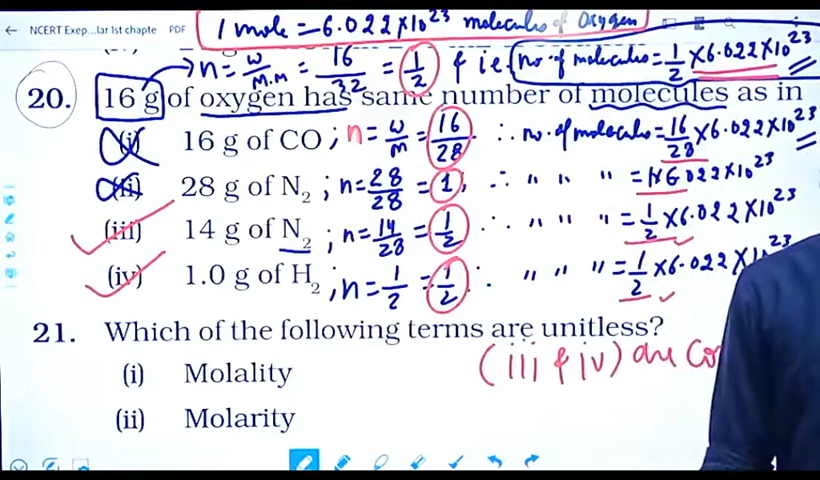 NCERT Exep...lar 1st chapte PDF
1 mole = 6.022×10²³ molecules of Oxygen
→ n = w/M.M = 16/32 = 1/2 & i.e. no. of molecules = 1/2 × 6.022×10²³
20. 16 g of oxygen has same number of molecules as in
(i) 16 g of CO ; n = w/M = 16/28 ∴ no. of molecules = 16/28 × 6.022×10²³
(ii) 28 g of N₂ ; n = 28/28 = 1, ∴ " " " = 1×6.022×10²³
(iii) 14 g of N₂ ; n = 14/28 = 1/2 ∴ " " " = 1/2 × 6.022×10²³
(iv) 1.0 g of H₂ ; n = 1/2 = 1/2 ∴ " " " = 1/2 × 6.022×10²³
21. Which of the following terms are unitless?
(iii & iv) are Co
(i) Molality
(ii) Molarity